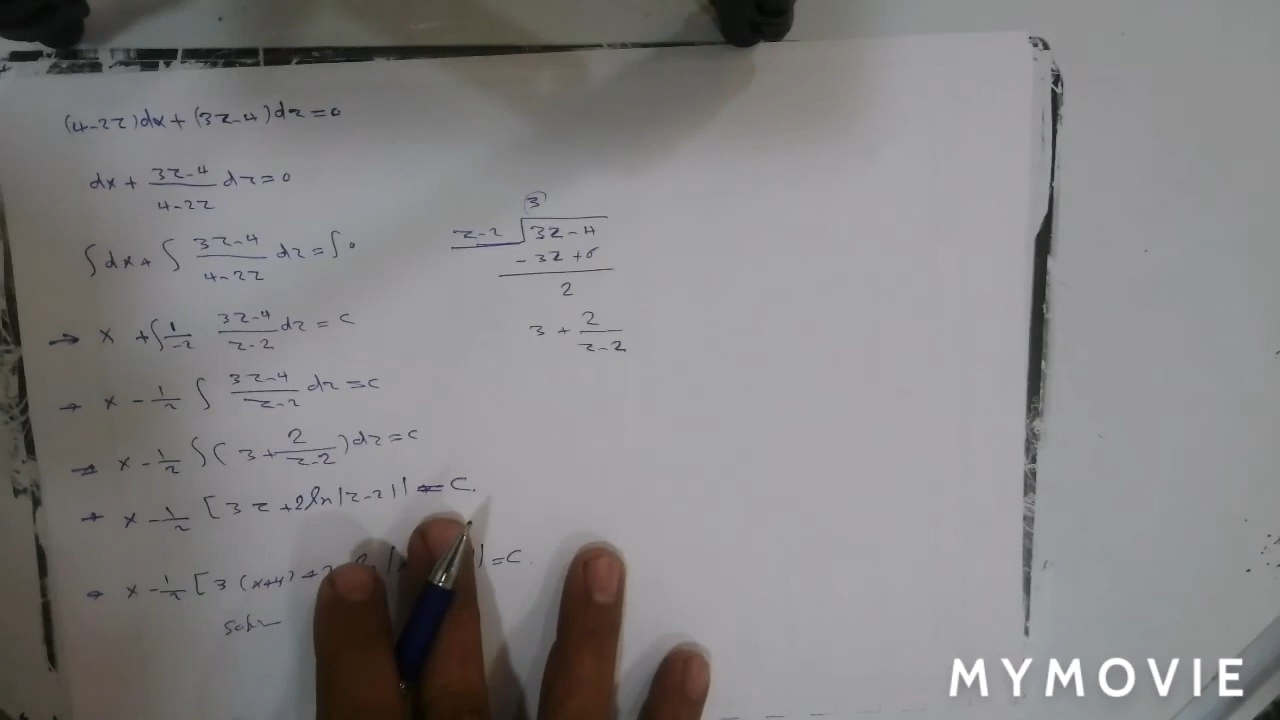 (4-2z)dx+(3z-4)dz=0
dx+ 3z-4/4-2z dz=0
∫dx+ ∫ 3z-4/4-2z dz=∫0
→ x +∫1/-2 3z-4/z-2 dz=c
→ x - 1/2 ∫ 3z-4/z-2 dz=c
→ x-1/2 ∫( 3+2/z-2)dz=c
→ x-1/2 [3z+2ln|z-2|]=C.
→ x-1/2[3(x+y)+ |]=C.
Soln
3
z-2 3z-4
-3z+6
2
3+2/z-2
MYMOVIE